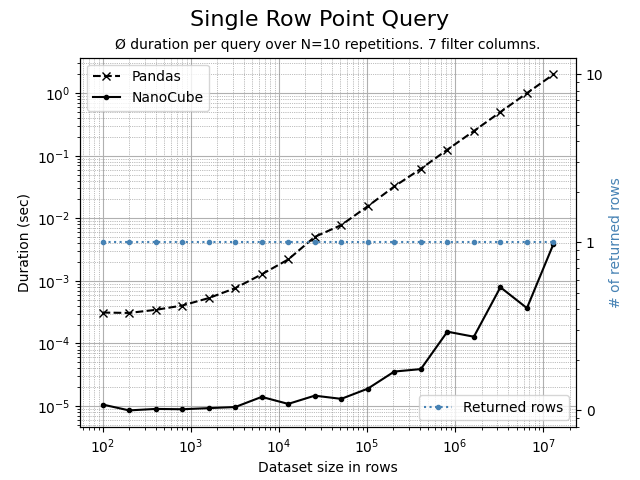 Single Row Point Query
Ø duration per query over N=10 repetitions. 7 filter columns.
Pandas
NanoCube
Returned rows
Duration (sec)
10⁰
10⁻¹
10⁻²
10⁻³
10⁻⁴
10⁻⁵
10
1
0
# of returned rows
10²
10³
10⁴
10⁵
10⁶
10⁷
Dataset size in rows